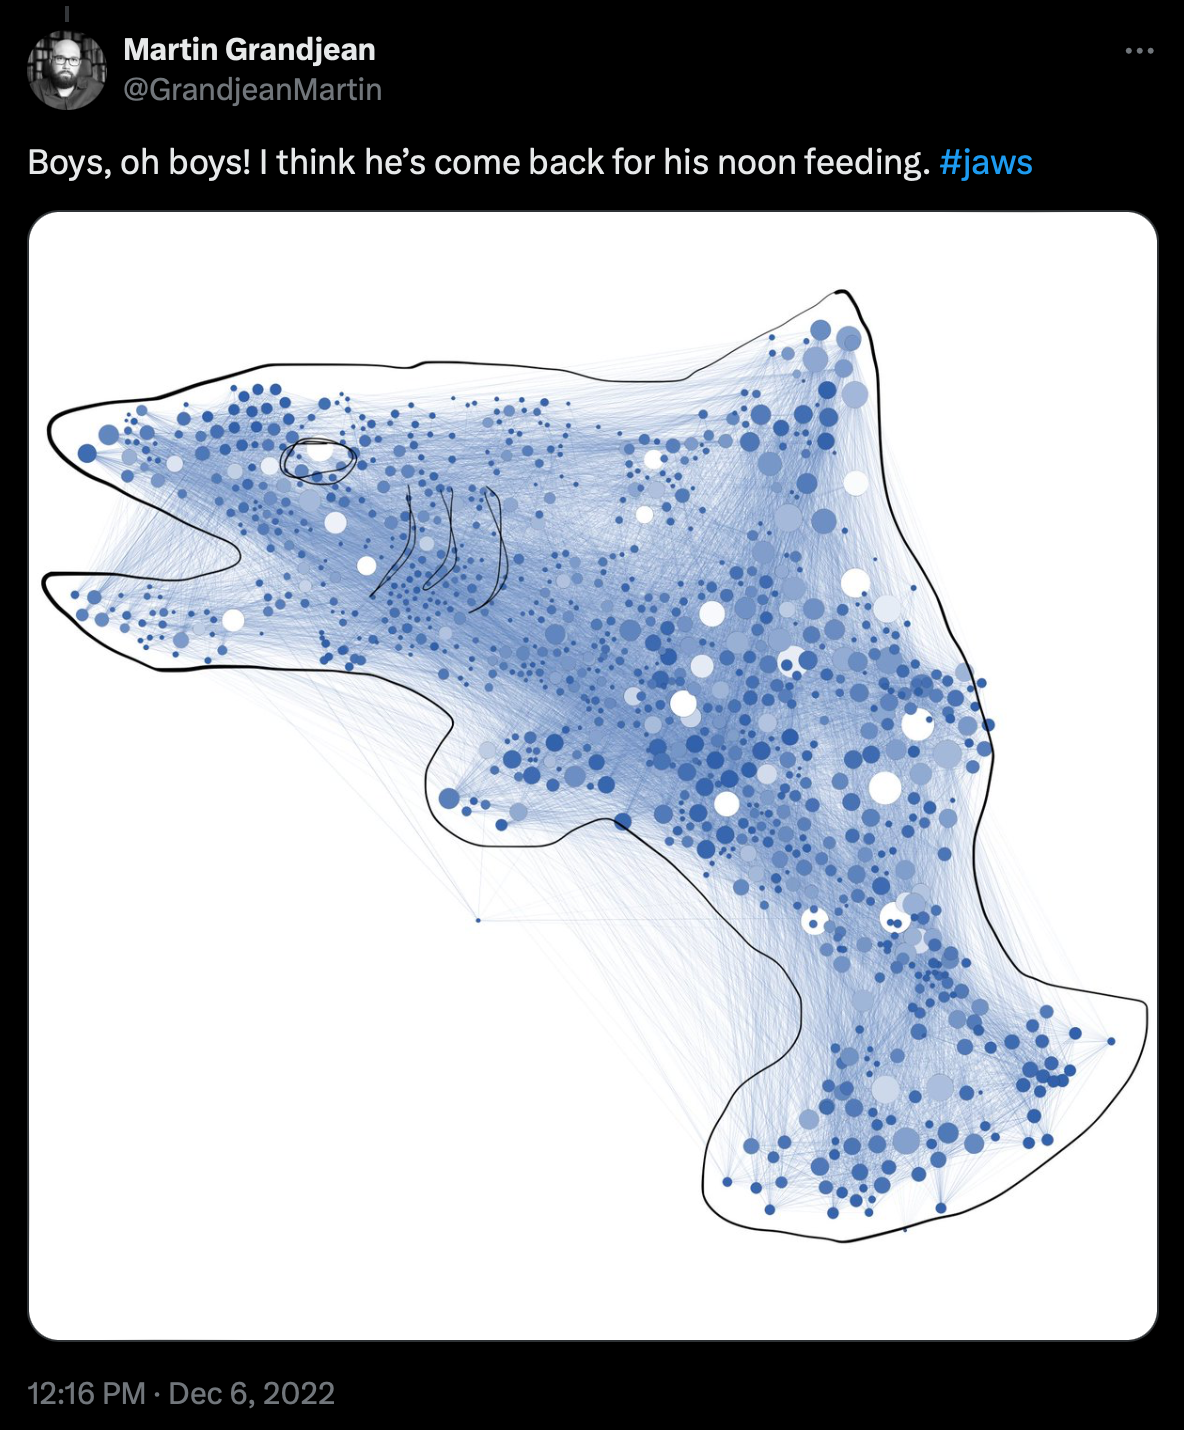 Martin Grandjean
@GrandjeanMartin
Boys, oh boys! I think he’s come back for his noon feeding. #jaws
12:16 PM · Dec 6, 2022